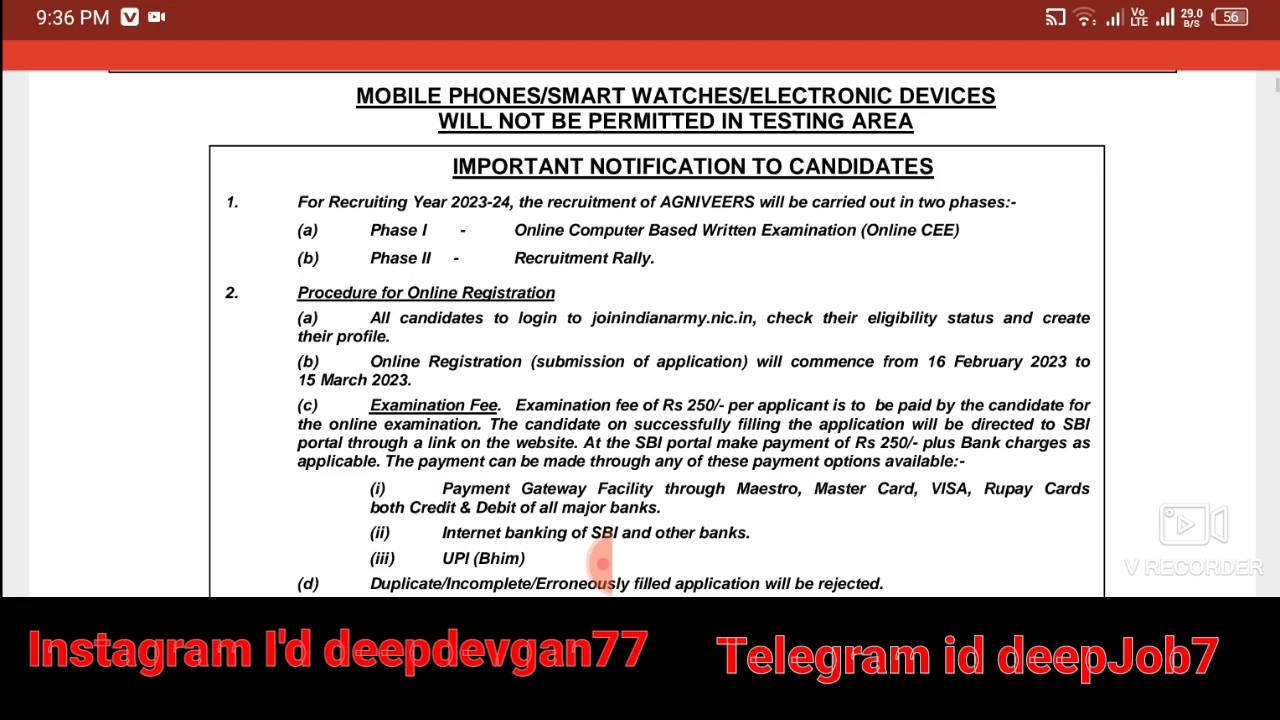 9:36 PM
Vo
LTE
29.0
B/S
56
MOBILE PHONES/SMART WATCHES/ELECTRONIC DEVICES
WILL NOT BE PERMITTED IN TESTING AREA
IMPORTANT NOTIFICATION TO CANDIDATES
1. For Recruiting Year 2023-24, the recruitment of AGNIVEERS will be carried out in two phases:-
(a) Phase I - Online Computer Based Written Examination (Online CEE)
(b) Phase II - Recruitment Rally.
2. Procedure for Online Registration
(a) All candidates to login to joinindianarmy.nic.in, check their eligibility status and create
their profile.
(b) Online Registration (submission of application) will commence from 16 February 2023 to
15 March 2023.
(c) Examination Fee. Examination fee of Rs 250/- per applicant is to be paid by the candidate for
the online examination. The candidate on successfully filling the application will be directed to SBI
portal through a link on the website. At the SBI portal make payment of Rs 250/- plus Bank charges as
applicable. The payment can be made through any of these payment options available:-
(i) Payment Gateway Facility through Maestro, Master Card, VISA, Rupay Cards
both Credit & Debit of all major banks.
(ii) Internet banking of SBI and other banks.
(iii) UPI (Bhim)
(d) Duplicate/Incomplete/Erroneously filled application will be rejected.
V RECORDER
Instagram I'd deepdevgan77
Telegram id deepJob7